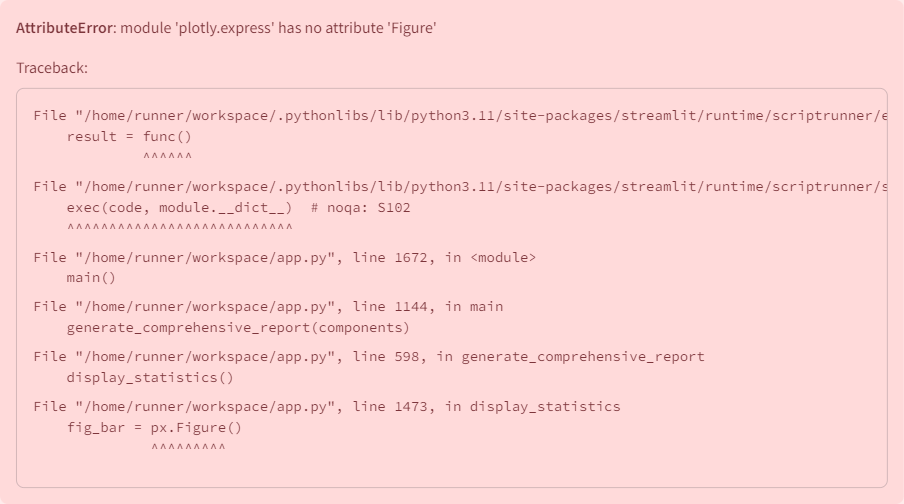 AttributeError: module 'plotly.express' has no attribute 'Figure'
Traceback:
File "/home/runner/workspace/.pythonlibs/lib/python3.11/site-packages/streamlit/runtime/scriptrunner/e
result = func()
^^^^^^
File "/home/runner/workspace/.pythonlibs/lib/python3.11/site-packages/streamlit/runtime/scriptrunner/s
exec(code, module.__dict__)  # noqa: S102
^^^^^^^^^^^^^^^^^^^^^^^^^^^
File "/home/runner/workspace/app.py", line 1672, in <module>
main()
File "/home/runner/workspace/app.py", line 1144, in main
generate_comprehensive_report(components)
File "/home/runner/workspace/app.py", line 598, in generate_comprehensive_report
display_statistics()
File "/home/runner/workspace/app.py", line 1473, in display_statistics
fig_bar = px.Figure()
^^^^^^^^^